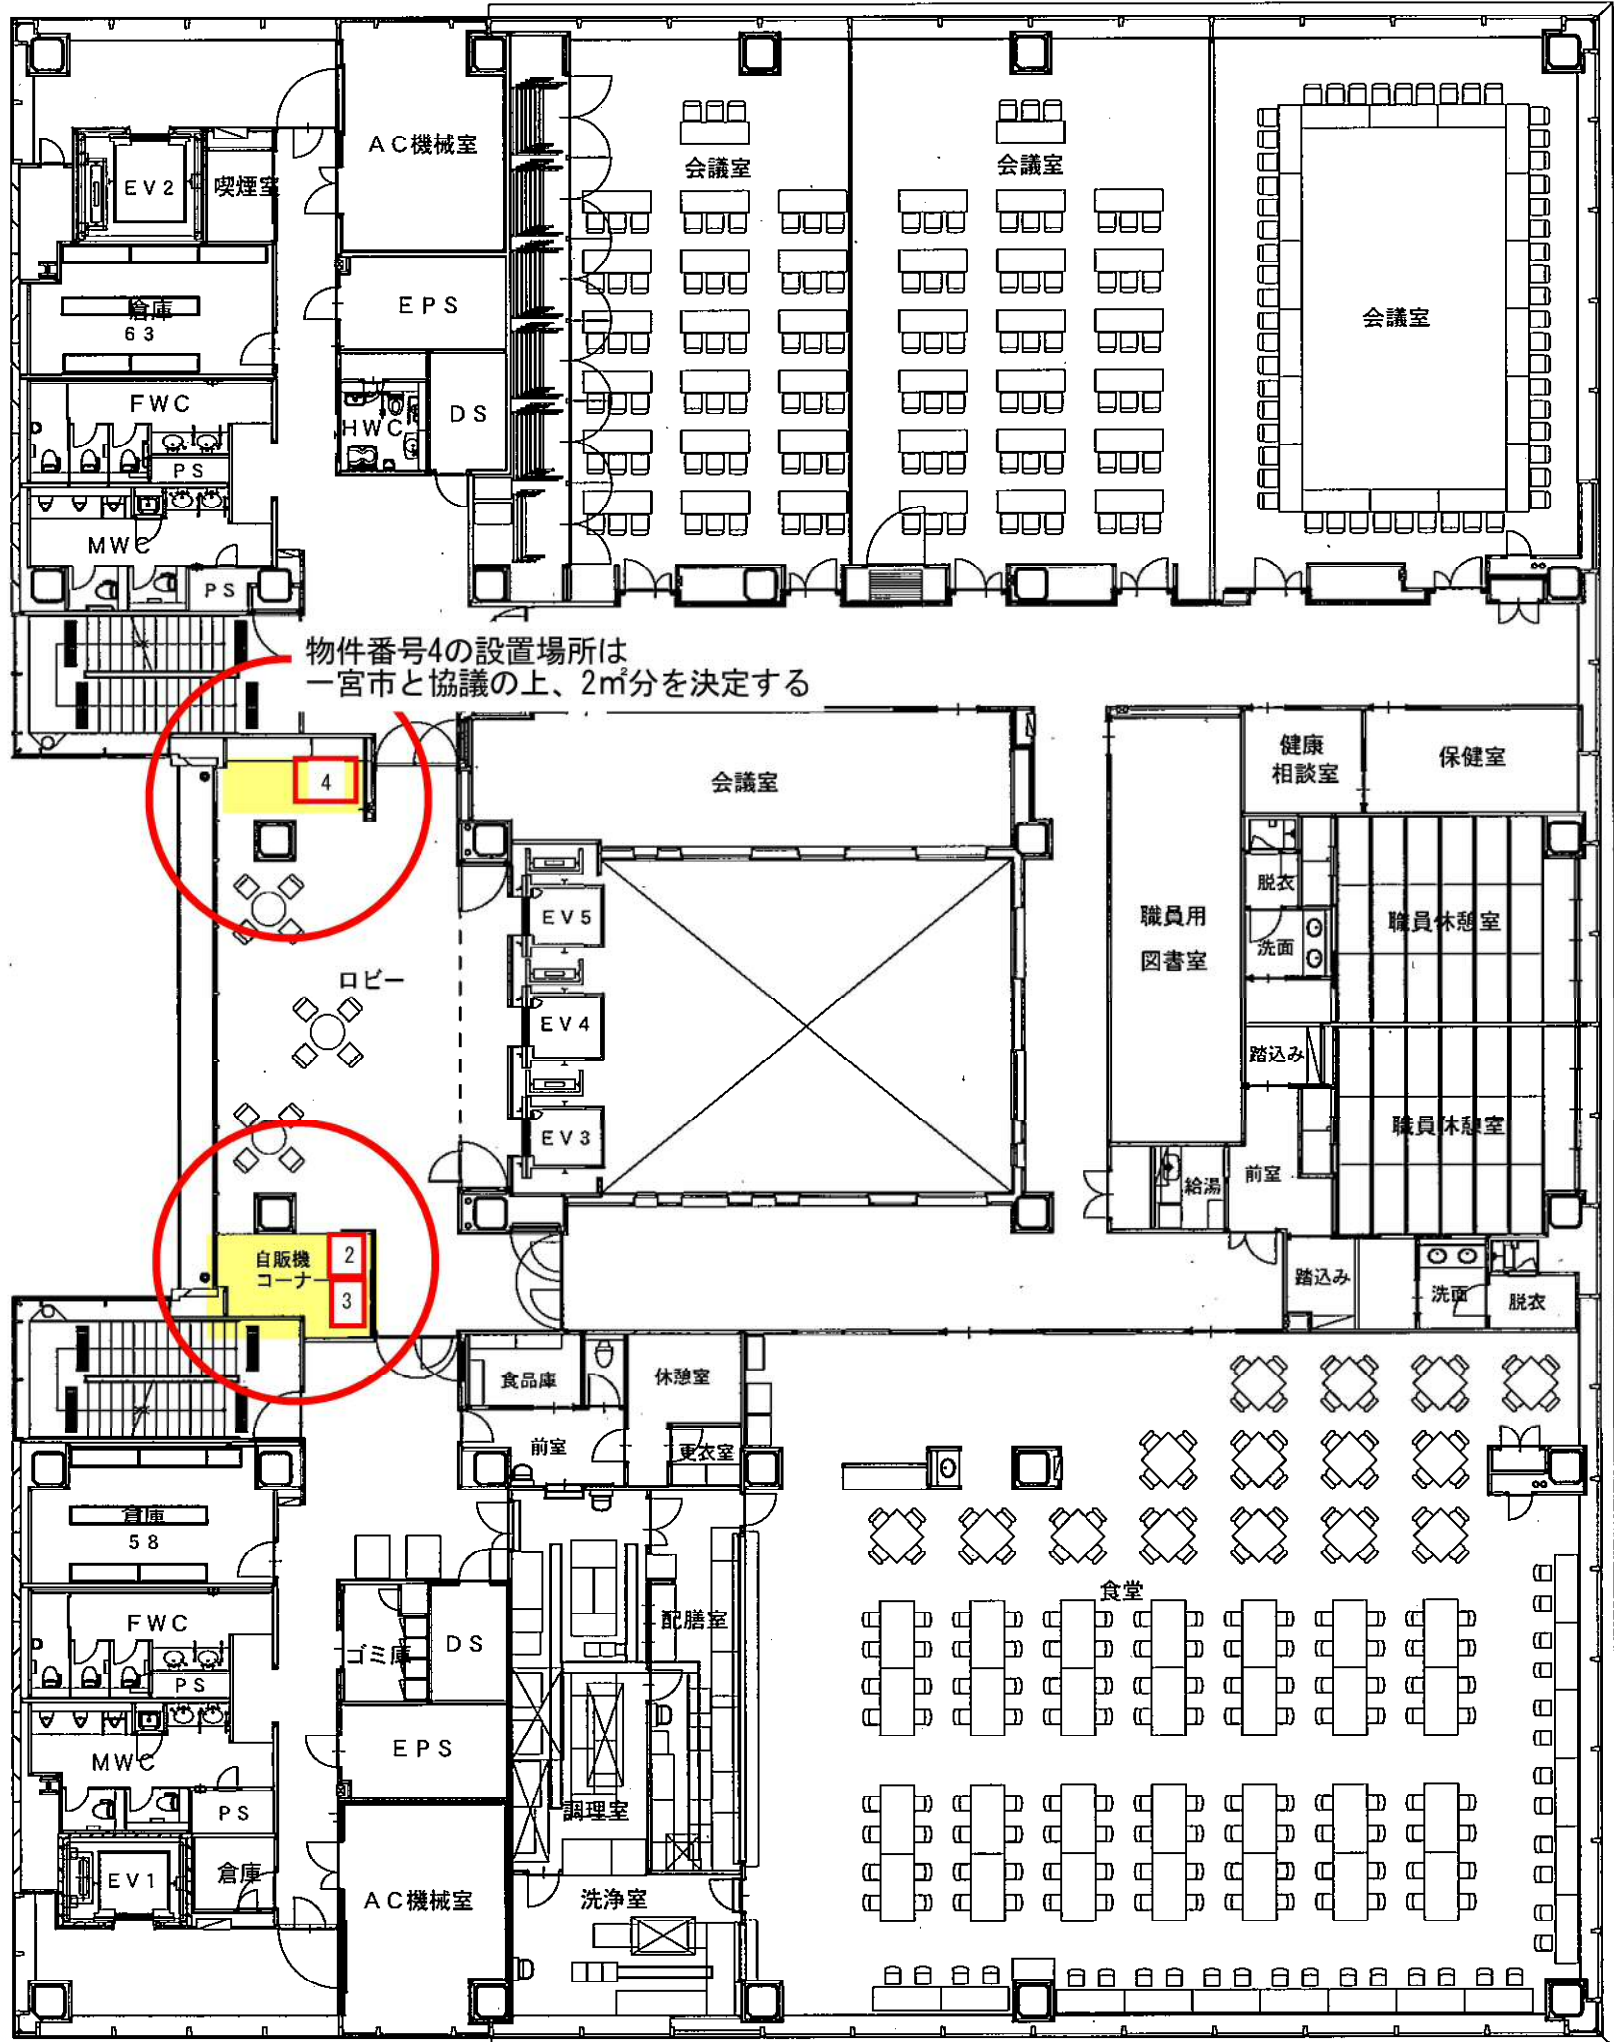 AC機械室
会議室
会議室
EV2
喫煙室
EPS
倉庫
63
会議室
FWC
HWC
DS
PS
MWC
PS
物件番号4の設置場所は
一宮市と協議の上、2㎡分を決定する
4
会議室
健康
相談室
保健室
脱衣
EV5
職員用
図書室
洗面
職員休憩室
ロビー
EV4
踏込み
EV3
職員休憩室
前室
給湯
自販機
コーナー
2
3
踏込み
洗面
脱衣
食品庫
休憩室
前室
更衣室
倉庫
58
食堂
FWC
配膳室
ゴミ庫
DS
PS
EPS
MWC
PS
調理室
EV1
倉庫
AC機械室
洗浄室